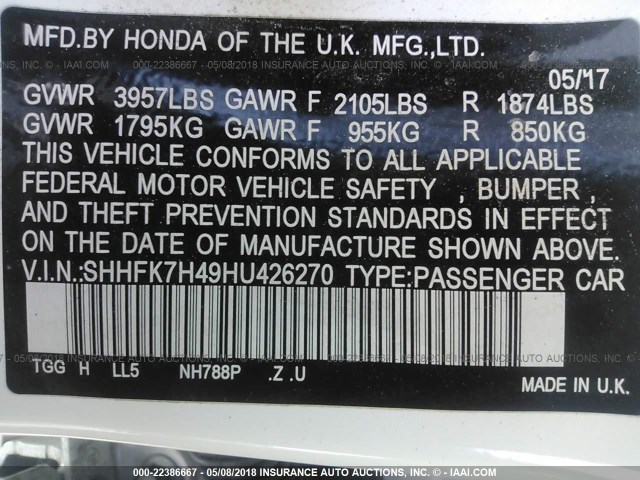 MFD.BY HONDA OF THE U.K. MFG.,LTD.
05/17
GVWR 3957LBS GAWR F 2105LBS R 1874LBS
GVWR 1795KG GAWR F 955KG R 850KG
THIS VEHICLE CONFORMS TO ALL APPLICABLE
FEDERAL MOTOR VEHICLE SAFETY , BUMPER ,
AND THEFT PREVENTION STANDARDS IN EFFECT
ON THE DATE OF MANUFACTURE SHOWN ABOVE.
V.I.N.:SHHFK7H49HU426270 TYPE:PASSENGER CAR
TGG H LL5 NH788P .Z .U
MADE IN U.K.
000-22386667 - 05/08/2018 INSURANCE AUTO AUCTIONS - © IAAI.COM